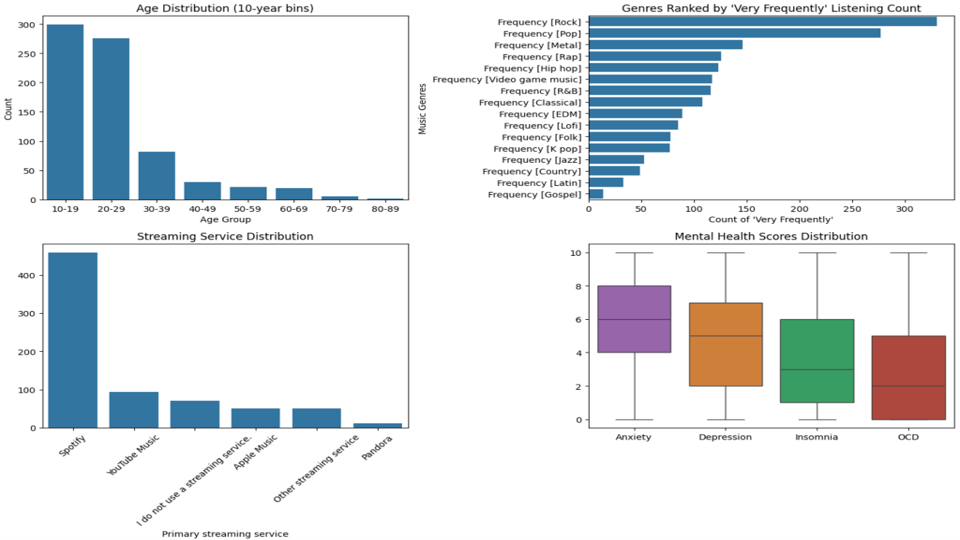 Age Distribution (10-year bins)
Count
300
250
200
150
100
50
0
10-19 20-29 30-39 40-49 50-59 60-69 70-79 80-89
Age Group
Genres Ranked by 'Very Frequently' Listening Count
Music Genres
Frequency [Rock]
Frequency [Pop]
Frequency [Metal]
Frequency [Rap]
Frequency [Hip hop]
Frequency [Video game music]
Frequency [R&B]
Frequency [Classical]
Frequency [EDM]
Frequency [Lofi]
Frequency [Folk]
Frequency [K pop]
Frequency [Jazz]
Frequency [Country]
Frequency [Latin]
Frequency [Gospel]
0 50 100 150 200 250 300
Count of 'Very Frequently'
Streaming Service Distribution
400
300
200
100
0
Spotify
YouTube Music
I do not use a streaming service.
Apple Music
Other streaming service
Pandora
Primary streaming service
Mental Health Scores Distribution
10
8
6
4
2
0
Anxiety Depression Insomnia OCD